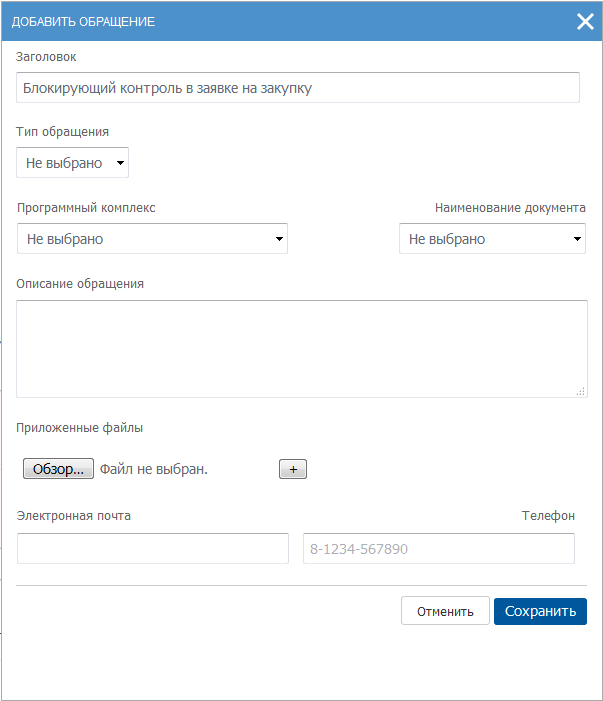 ДОБАВИТЬ ОБРАЩЕНИЕ
Заголовок
Блокирующий контроль в заявке на закупку
Тип обращения
Не выбрано
Программный комплекс Наименование документа
Не выбрано Не выбрано
Описание обращения
Приложенные файлы
Обзор... Файл не выбран. +
Электронная почта Телефон
8-1234-567890
Отменить Сохранить